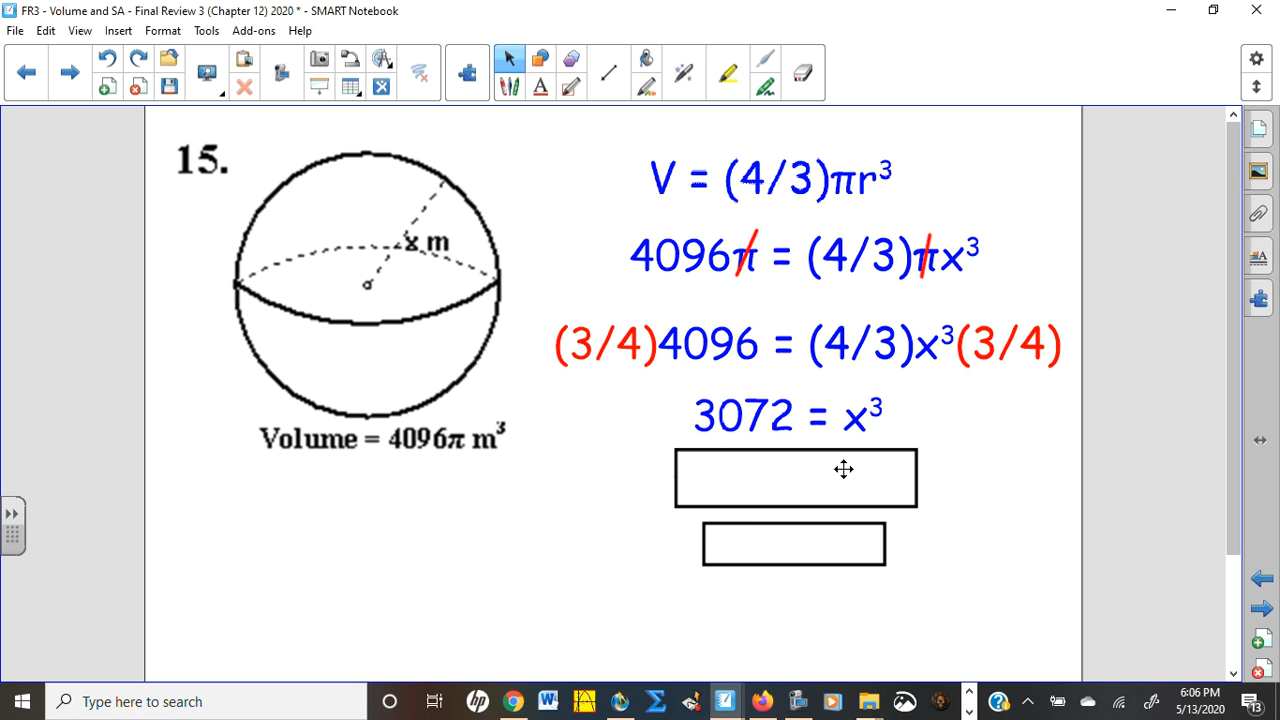 FR3 - Volume and SA - Final Review 3 (Chapter 12) 2020 * - SMART Notebook
File Edit View Insert Format Tools Add-ons Help
15.
x m
Volume = 4096π m³
V = (4/3)πr³
4096π = (4/3)πx³
(3/4)4096 = (4/3)x³(3/4)
3072 = x³
Type here to search
6:06 PM
5/13/2020
13